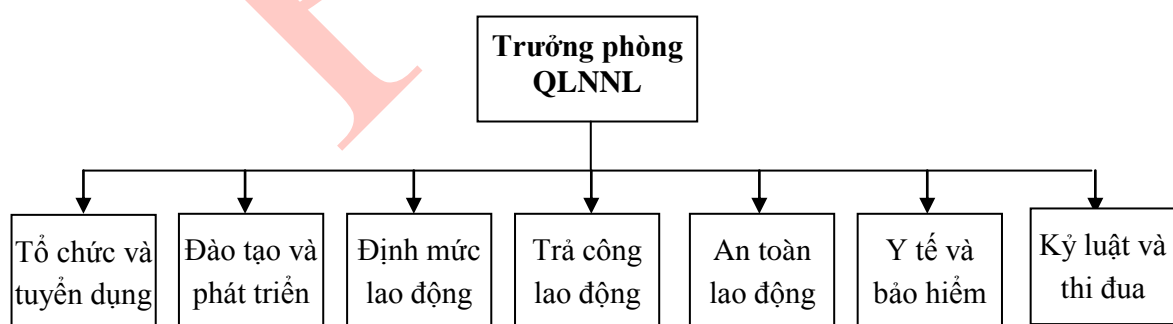 Trưởng phòng
QLNNL
Tổ chức và
tuyển dụng
Đào tạo và
phát triển
Định mức
lao động
Trả công
lao động
An toàn
lao động
Y tế và
bảo hiểm
Kỷ luật và
thi đua